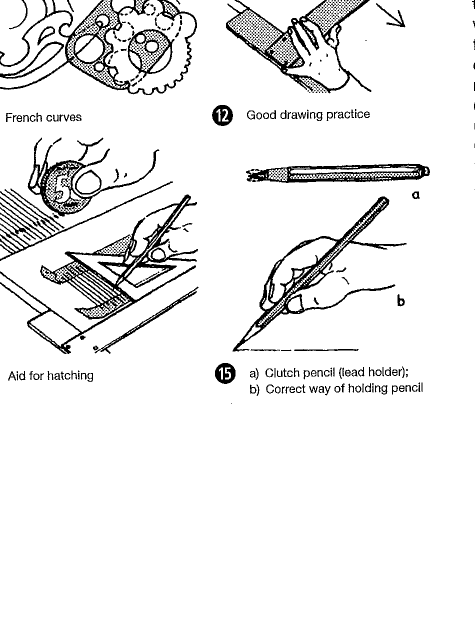 French curves
12 Good drawing practice
5
a
b
Aid for hatching
15 a) Clutch pencil (lead holder);
b) Correct way of holding pencil